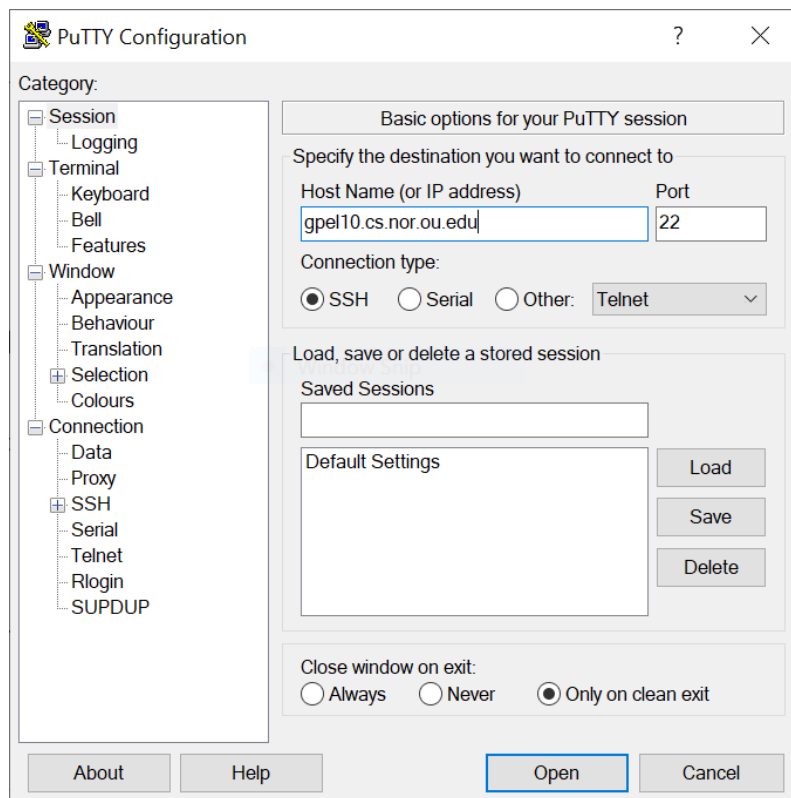 PuTTY Configuration
?
Category:
Session
Logging
Terminal
Keyboard
Bell
Features
Window
Appearance
Behaviour
Translation
Selection
Colours
Connection
Data
Proxy
SSH
Serial
Telnet
Rlogin
SUPDUP
Basic options for your PuTTY session
Specify the destination you want to connect to
Host Name (or IP address) Port
gpel10.cs.nor.ou.edu 22
Connection type:
SSH Serial Other: Telnet
Load, save or delete a stored session
Window Snip
Saved Sessions
Default Settings
Load
Save
Delete
Close window on exit:
Always Never Only on clean exit
About Help Open Cancel